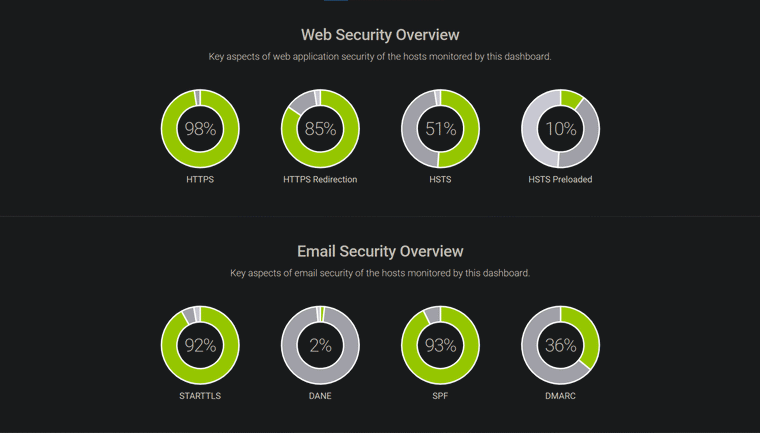 Web Security Overview
Key aspects of web application security of the hosts monitored by this dashboard.
98% 85% 51% 10%
HTTPS HTTPS Redirection HSTS HSTS Preloaded
Email Security Overview
Key aspects of email security of the hosts monitored by this dashboard.
92% 2% 93% 36%
STARTTLS DANE SPF DMARC